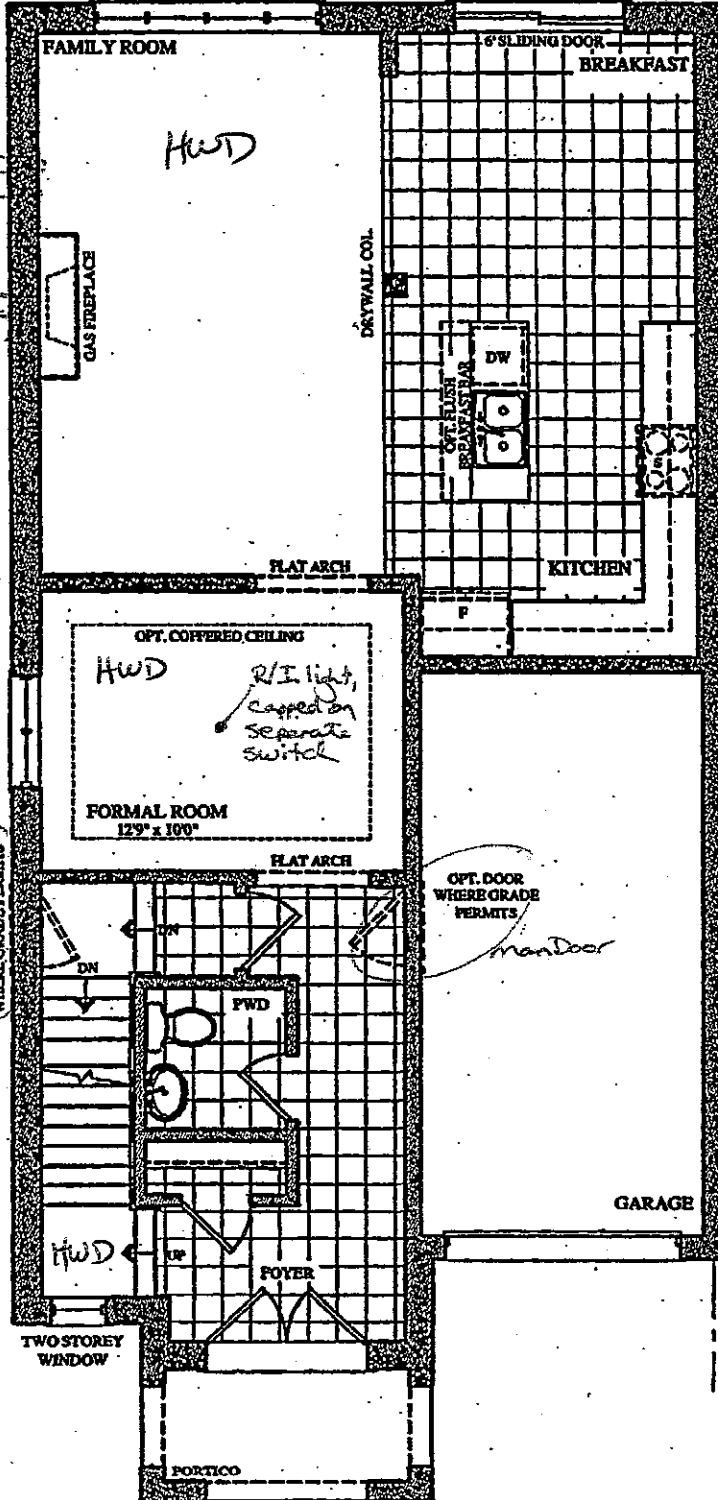 FAMILY ROOM
6' SLIDING DOOR
BREAKFAST
HWD
GAS FIREPLACE
DRYWALL COL.
DW
OPT. FLUSH
BREAKFAST BAR
FLAT ARCH
KITCHEN
F
OPT. COFFERED CEILING
HWD
R/I light,
capped on
separate
switch
FORMAL ROOM
12'9" x 10'0"
FLAT ARCH
OPT. DOOR
WHERE GRADE
PERMITS
man Door
DN
DN
PWD
GARAGE
HWD
UP
FOYER
TWO STOREY
WINDOW
PORTICO